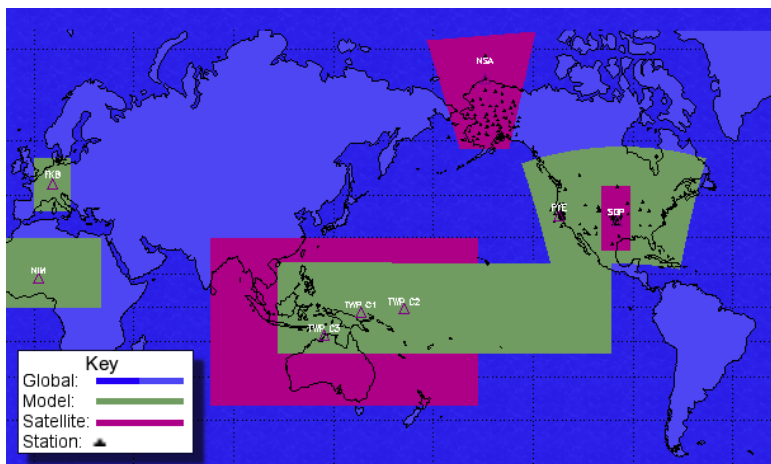 NSA
FKB
PYE
SGP
NIM
TWP C1
TWP C2
TWP C3
Key
Global:
Model:
Satellite:
Station: